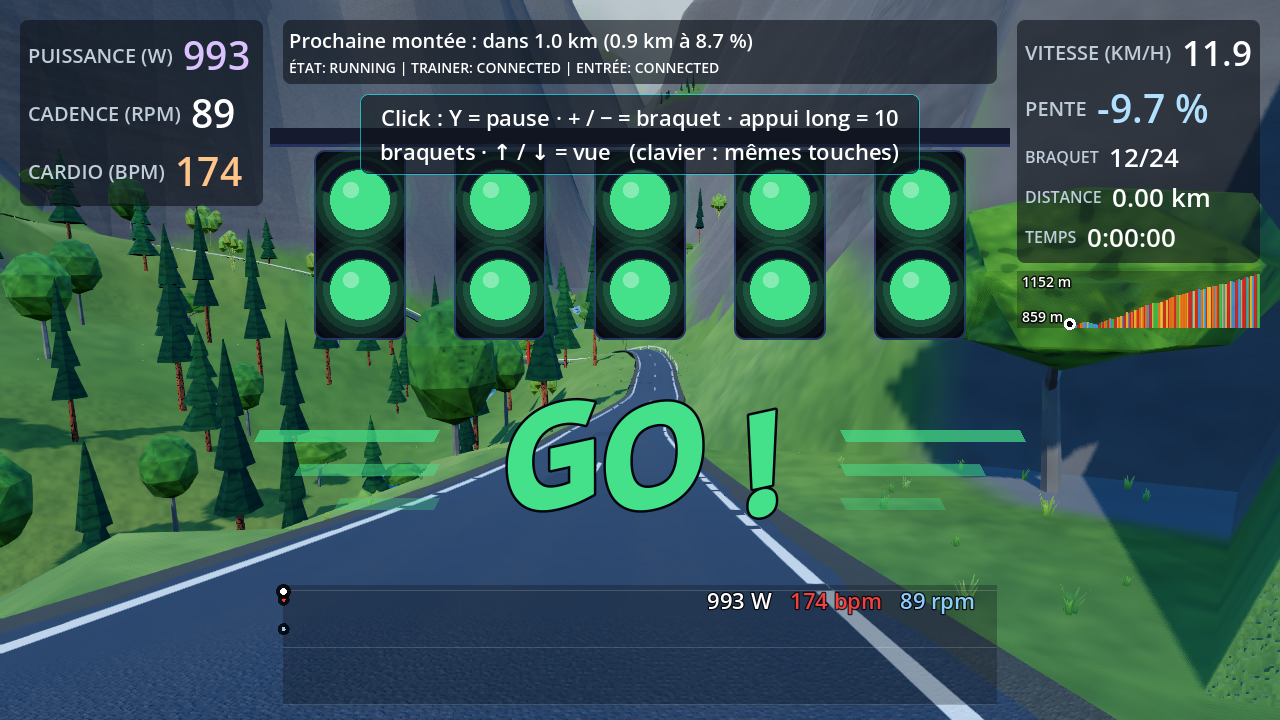 PUISSANCE (W) 993
CADENCE (RPM) 89
CARDIO (BPM) 174
Prochaine montée : dans 1.0 km (0.9 km à 8.7 %)
ÉTAT: RUNNING | TRAINER: CONNECTED | ENTRÉE: CONNECTED
Click : Y = pause · + / − = braquet · appui long = 10
braquets · ↑ / ↓ = vue (clavier : mêmes touches)
VITESSE (KM/H) 11.9
PENTE -9.7 %
BRAQUET 12/24
DISTANCE 0.00 km
TEMPS 0:00:00
1152 m
859 m
GO !
993 W 174 bpm 89 rpm